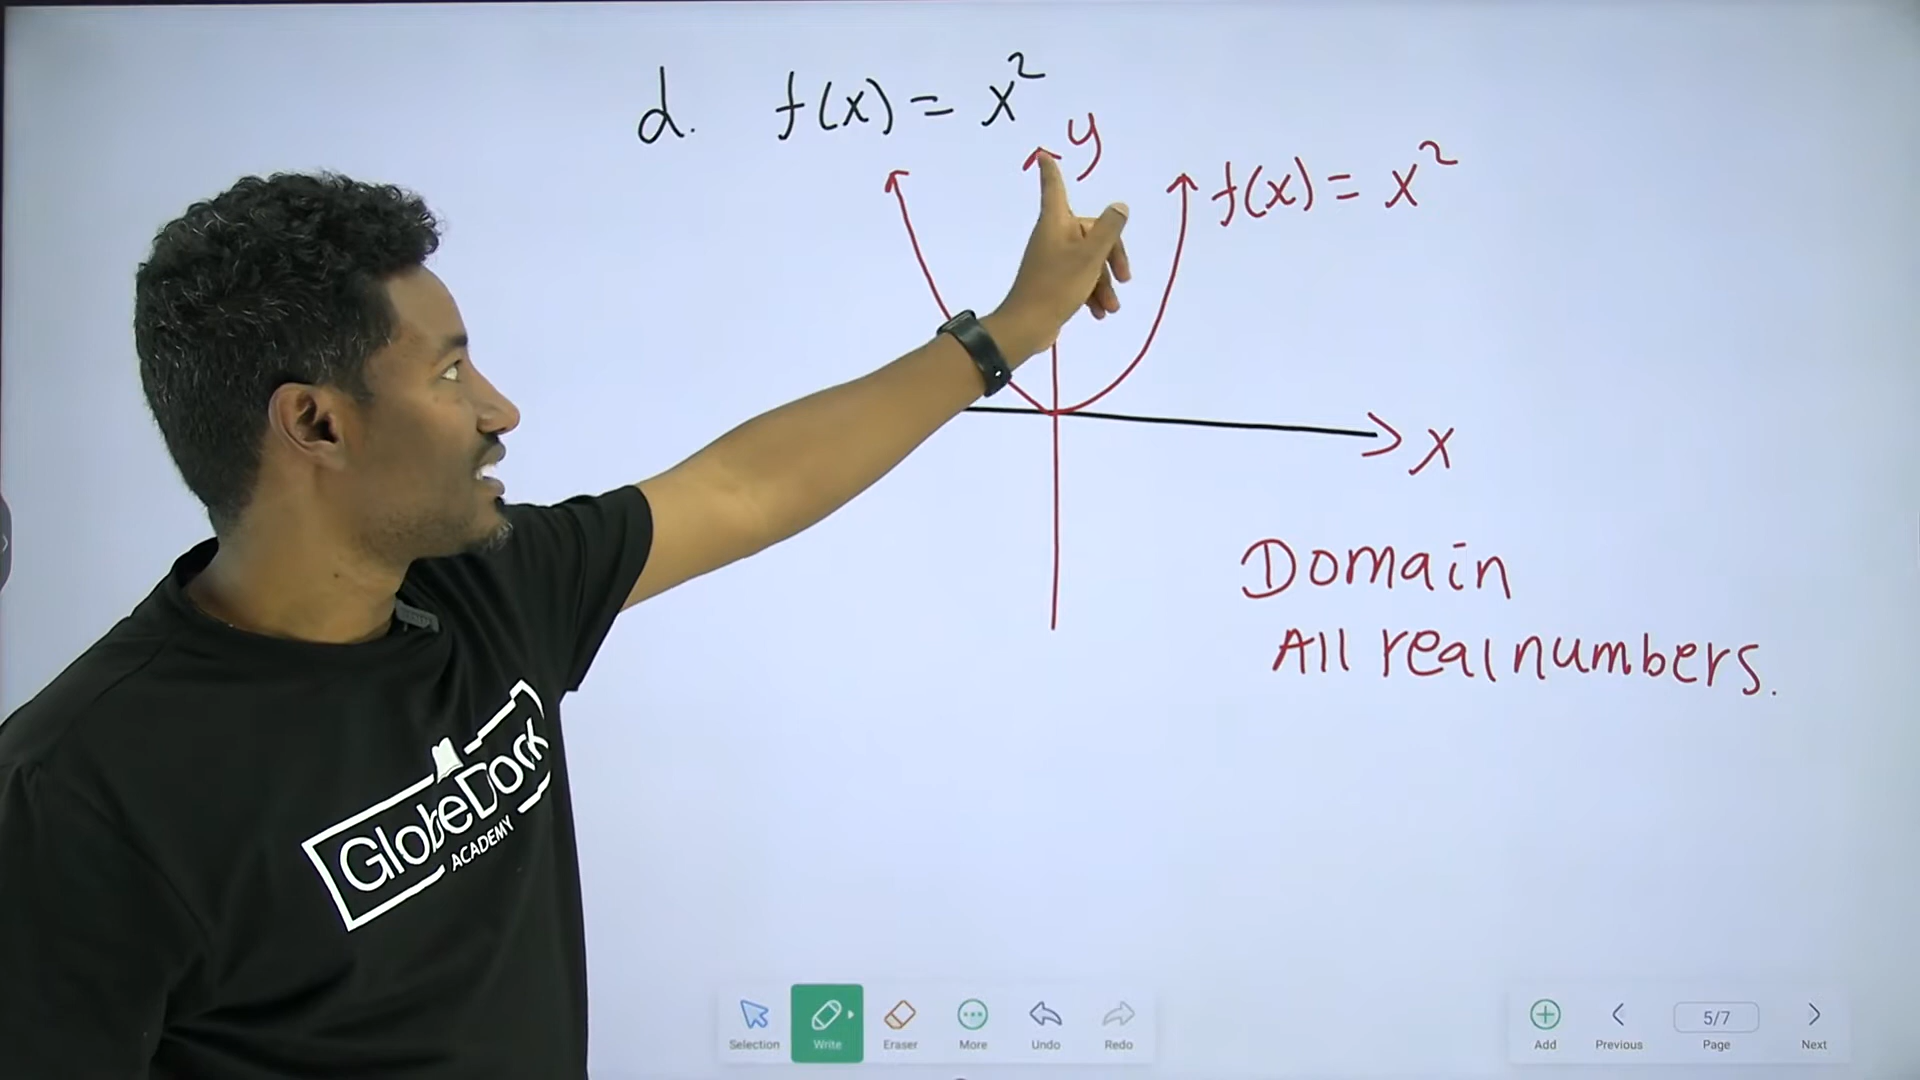 d. f(x) = x²
y
f(x) = x²
x
Domain
All real numbers.
GlobeDock
ACADEMY
Selection
Write
Eraser
More
Undo
Redo
Add
Previous
5/7
Page
Next